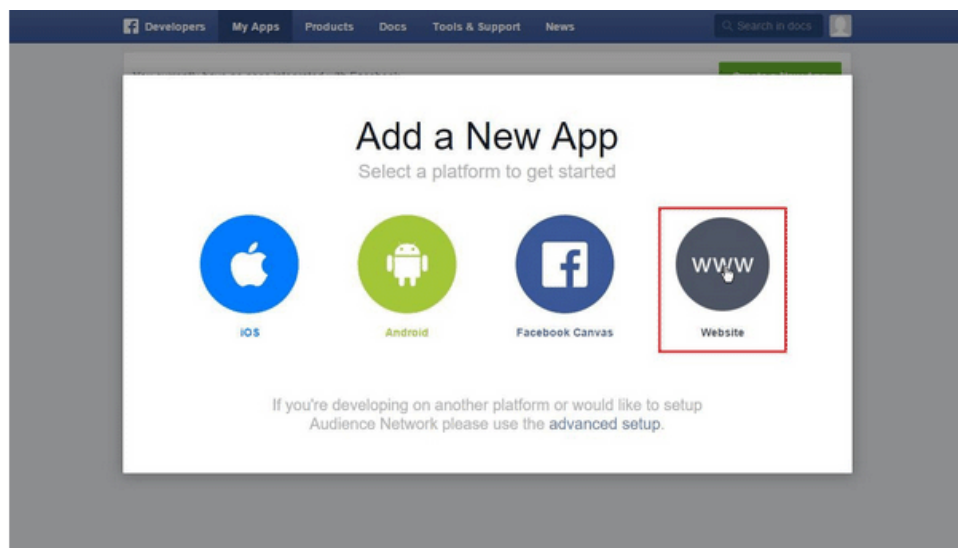 Developers My Apps Products Docs Tools & Support News Search in docs
Add a New App
Select a platform to get started
www
iOS Android Facebook Canvas Website
If you're developing on another platform or would like to setup
Audience Network please use the advanced setup.